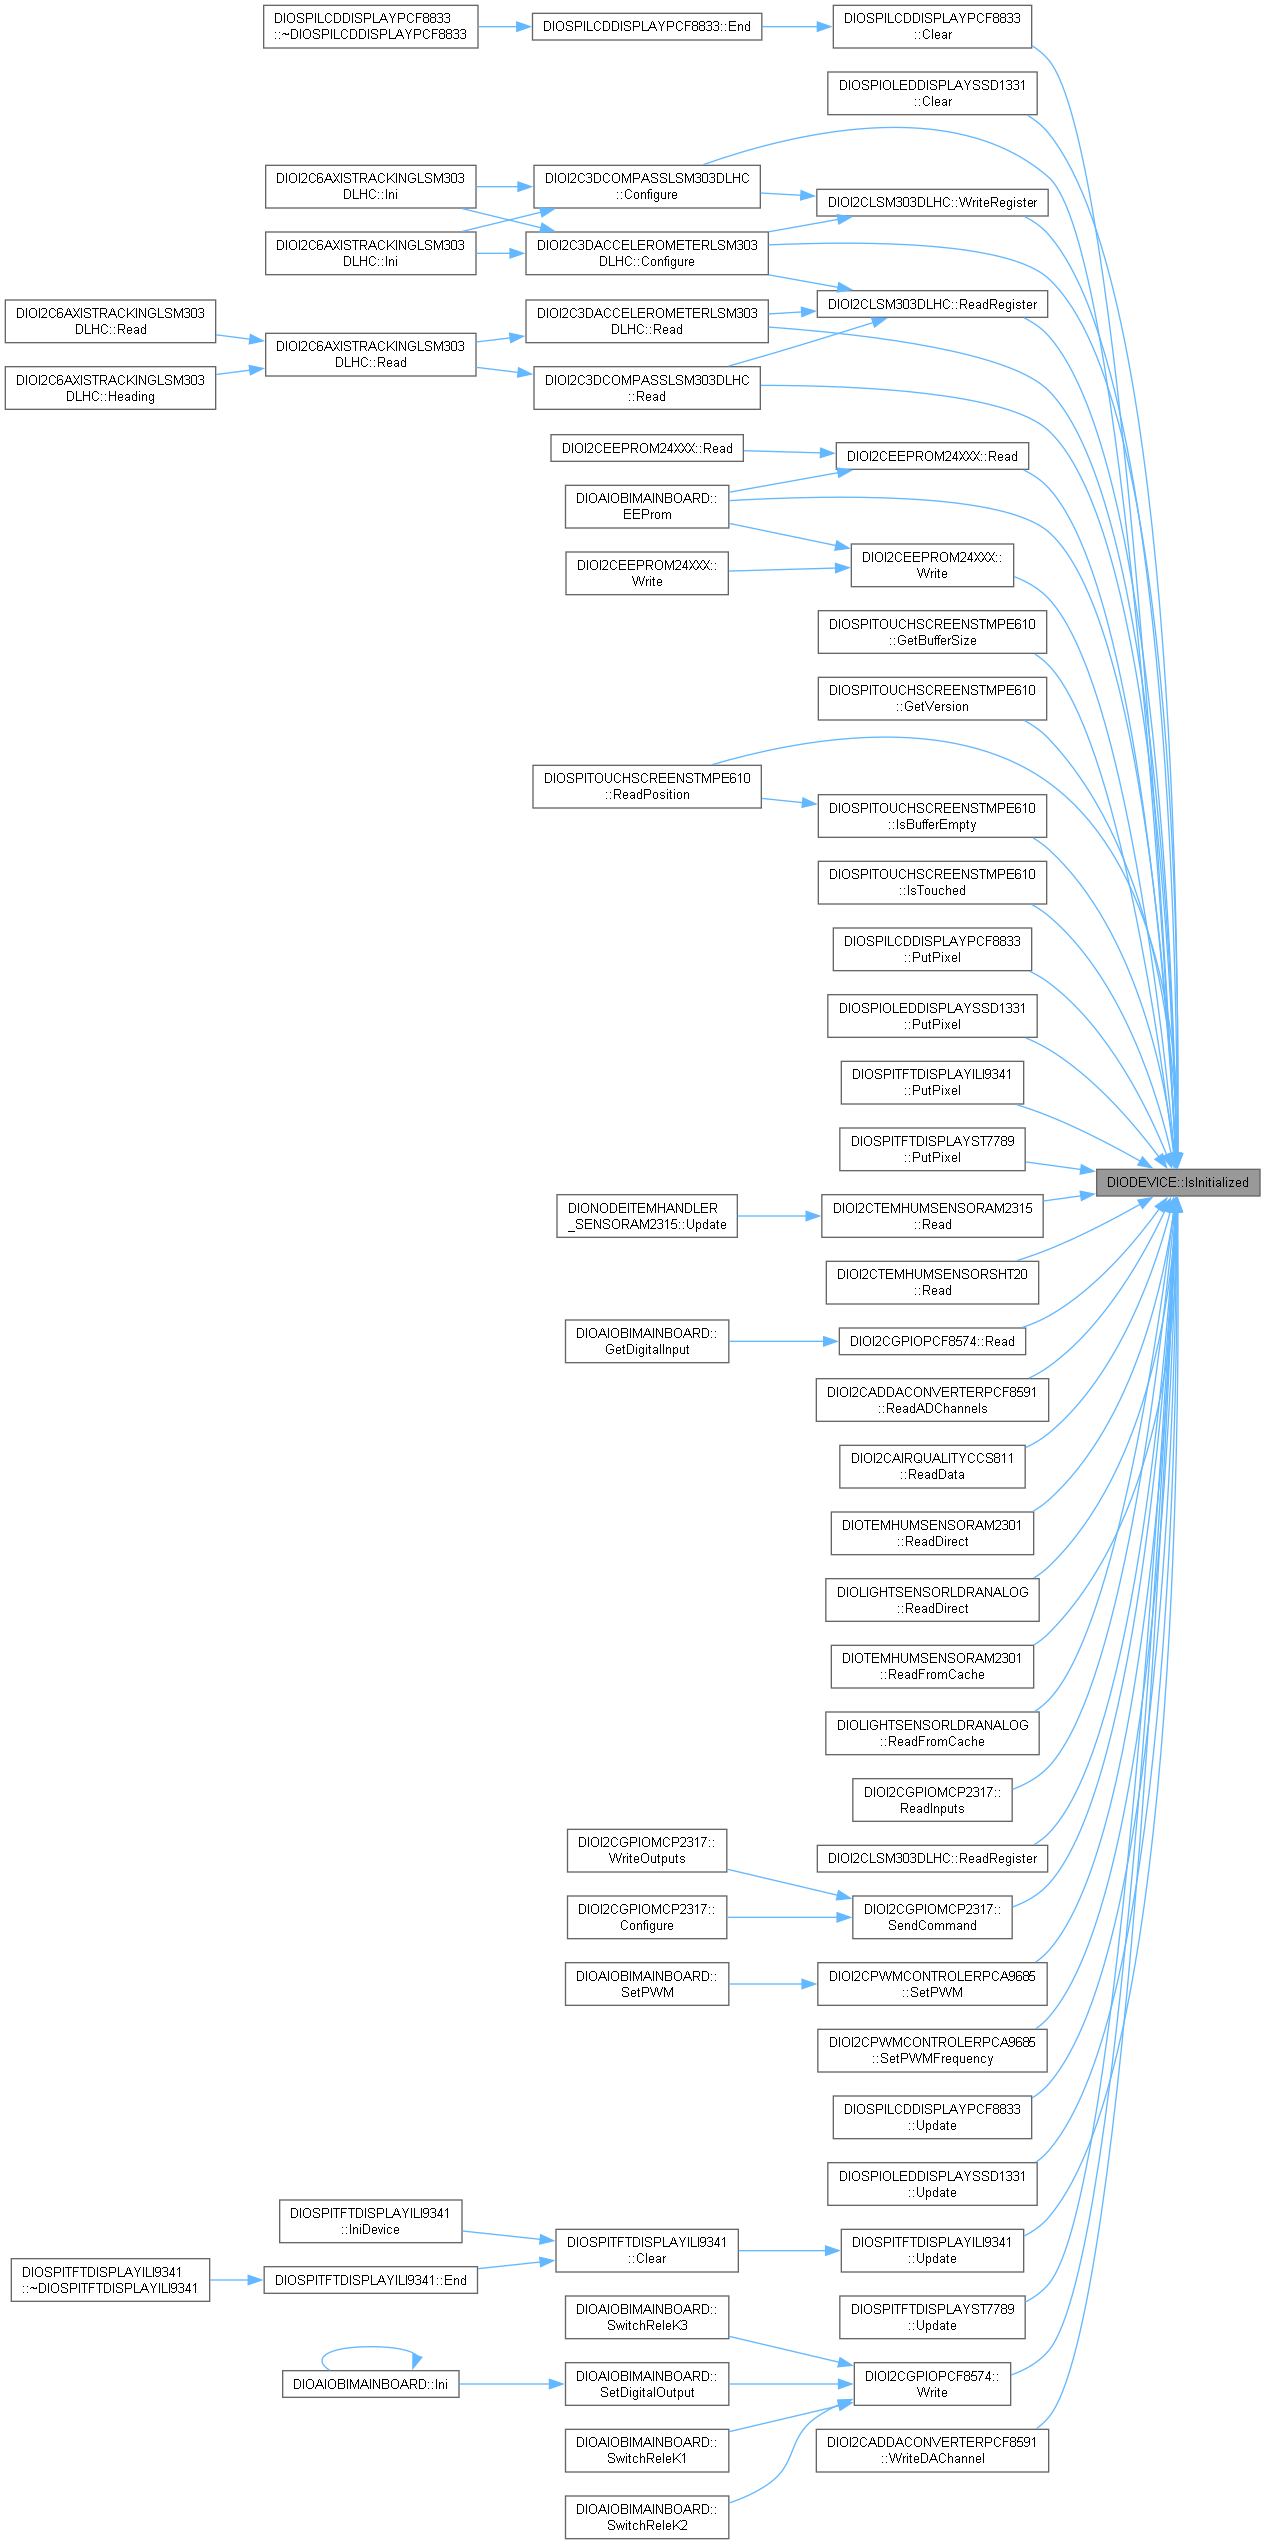 DIOSPILCDDISPLAYPCF8833
::~DIOSPILCDDISPLAYPCF8833
DIOSPILCDDISPLAYPCF8833::End
DIOSPILCDDISPLAYPCF8833
::Clear
DIOSPIOLEDDISPLAYSSD1331
::Clear
DIOI2C6AXISTRACKINGLSM303
DLHC::Ini
DIOI2C3DCOMPASSLSM303DLHC
::Configure
DIOI2CLSM303DLHC::WriteRegister
DIOI2C6AXISTRACKINGLSM303
DLHC::Ini
DIOI2C3DACCELEROMETERLSM303
DLHC::Configure
DIOI2CLSM303DLHC::ReadRegister
DIOI2C6AXISTRACKINGLSM303
DLHC::Read
DIOI2C6AXISTRACKINGLSM303
DLHC::Read
DIOI2C3DACCELEROMETERLSM303
DLHC::Read
DIOI2C6AXISTRACKINGLSM303
DLHC::Heading
DIOI2C3DCOMPASSLSM303DLHC
::Read
DIOI2CEEPROM24XXX::Read
DIOI2CEEPROM24XXX::Read
DIOAIOBIMAINBOARD::
EEProm
DIOI2CEEPROM24XXX::
Write
DIOI2CEEPROM24XXX::
Write
DIOSPITOUCHSCREENSTMPE610
::GetBufferSize
DIOSPITOUCHSCREENSTMPE610
::GetVersion
DIOSPITOUCHSCREENSTMPE610
::ReadPosition
DIOSPITOUCHSCREENSTMPE610
::IsBufferEmpty
DIOSPITOUCHSCREENSTMPE610
::IsTouched
DIOSPILCDDISPLAYPCF8833
::PutPixel
DIOSPIOLEDDISPLAYSSD1331
::PutPixel
DIOSPITFTDISPLAYILI9341
::PutPixel
DIOSPITFTDISPLAYST7789
::PutPixel
DIODEVICE::IsInitialized
DIONODEITEMHANDLER
_SENSORAM2315::Update
DIOI2CTEMHUMSENSORAM2315
::Read
DIOI2CTEMHUMSENSORSHT20
::Read
DIOAIOBIMAINBOARD::
GetDigitalInput
DIOI2CGPIOPCF8574::Read
DIOI2CADDACONVERTERPCF8591
::ReadADChannels
DIOI2CAIRQUALITYCCS811
::ReadData
DIOTEMHUMSENSORAM2301
::ReadDirect
DIOLIGHTSENSORLDRANALOG
::ReadDirect
DIOTEMHUMSENSORAM2301
::ReadFromCache
DIOLIGHTSENSORLDRANALOG
::ReadFromCache
DIOI2CGPIOMCP2317::
ReadInputs
DIOI2CGPIOMCP2317::
WriteOutputs
DIOI2CLSM303DLHC::ReadRegister
DIOI2CGPIOMCP2317::
Configure
DIOI2CGPIOMCP2317::
SendCommand
DIOAIOBIMAINBOARD::
SetPWM
DIOI2CPWMCONTROLERPCA9685
::SetPWM
DIOI2CPWMCONTROLERPCA9685
::SetPWMFrequency
DIOSPILCDDISPLAYPCF8833
::Update
DIOSPIOLEDDISPLAYSSD1331
::Update
DIOSPITFTDISPLAYILI9341
::IniDevice
DIOSPITFTDISPLAYILI9341
::Clear
DIOSPITFTDISPLAYILI9341
::Update
DIOSPITFTDISPLAYILI9341
::~DIOSPITFTDISPLAYILI9341
DIOSPITFTDISPLAYILI9341::End
DIOSPITFTDISPLAYST7789
::Update
DIOAIOBIMAINBOARD::
SwitchReleK3
DIOAIOBIMAINBOARD::Ini
DIOAIOBIMAINBOARD::
SetDigitalOutput
DIOI2CGPIOPCF8574::
Write
DIOAIOBIMAINBOARD::
SwitchReleK1
DIOI2CADDACONVERTERPCF8591
::WriteDAChannel
DIOAIOBIMAINBOARD::
SwitchReleK2